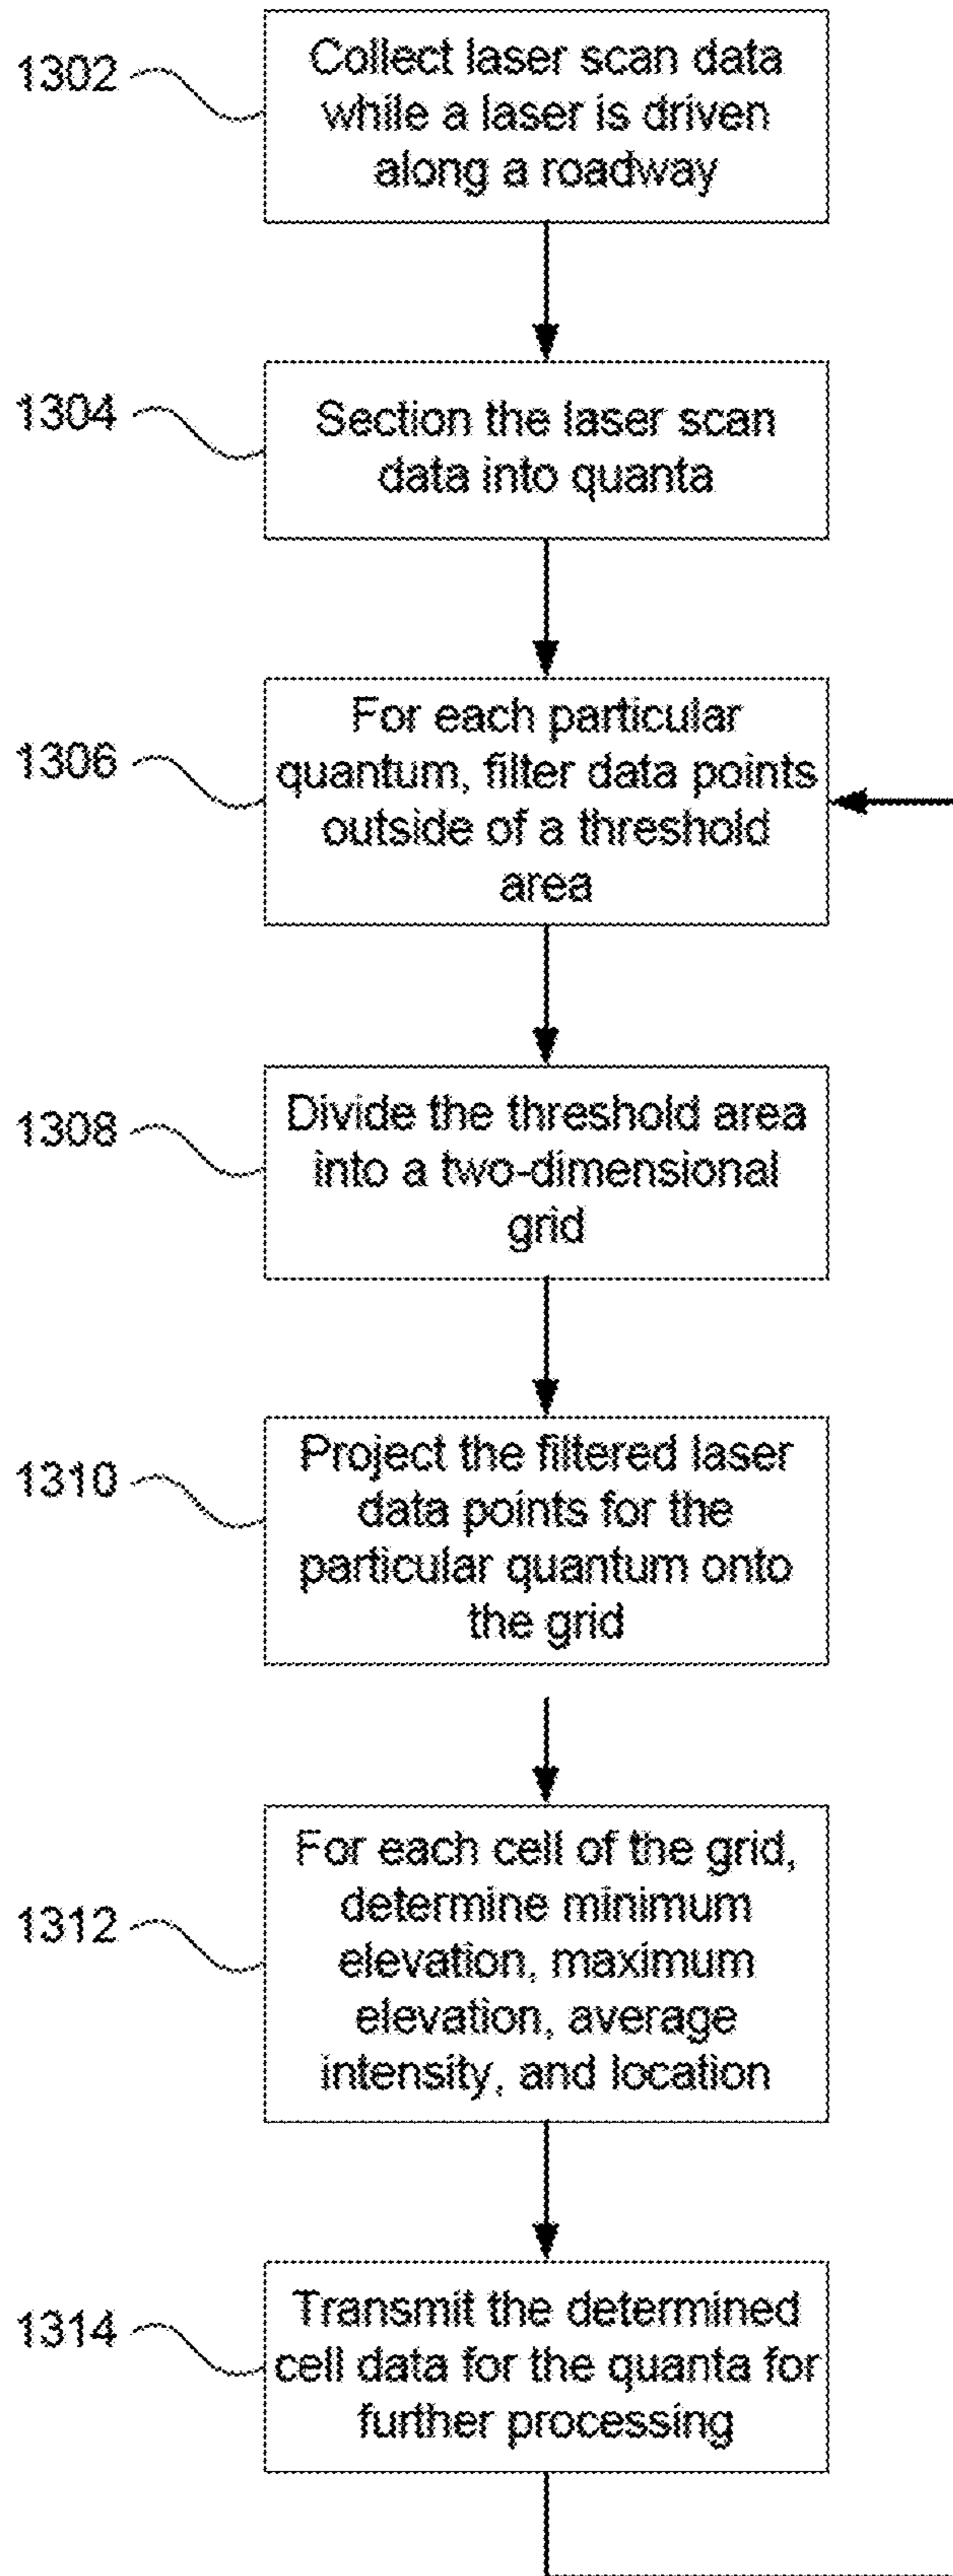 1302
Collect laser scan data
while a laser is driven
along a roadway
1304
Section the laser scan
data into quanta
1306
For each particular
quantum, filter data points
outside of a threshold
area
1308
Divide the threshold area
into a two-dimensional
grid
1310
Project the filtered laser
data points for the
particular quantum onto
the grid
1312
For each cell of the grid,
determine minimum
elevation, maximum
elevation, average
intensity, and location
1314
Transmit the determined
cell data for the quanta for
further processing